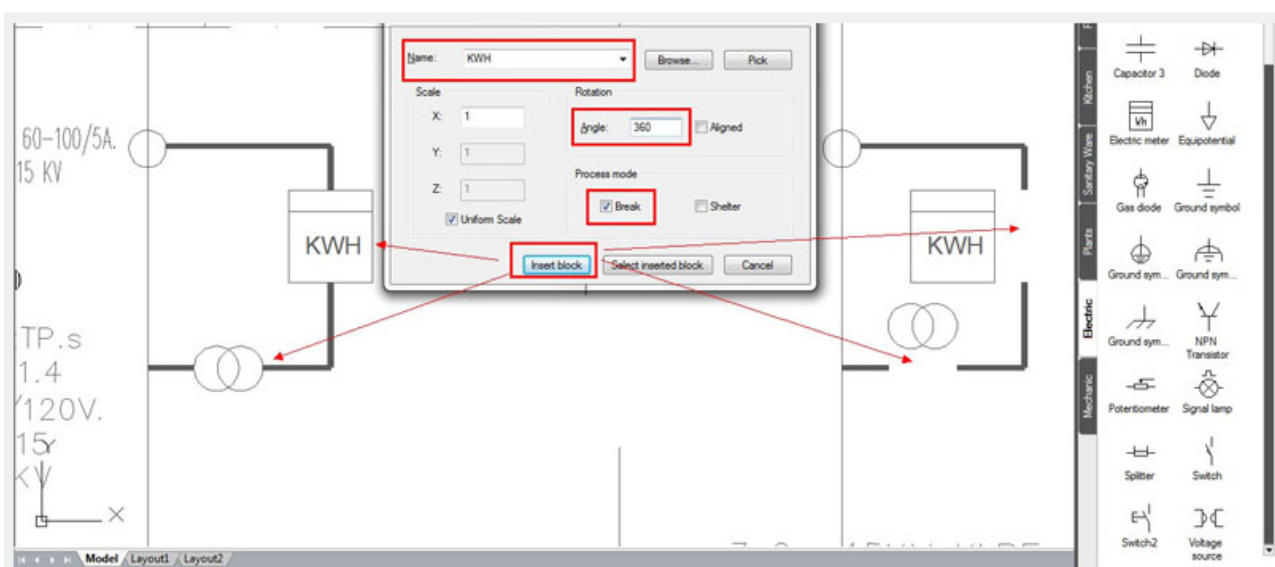 60-100/5A.
15 KV
KWH
TP.s
1.4
/120V.
15
Y
KV
X
Name: KWH Browse... Pick
Scale Rotation
X: 1
Angle: 360 Aligned
Y: 1
Process mode
Z: 1
Break Shelter
Uniform Scale
Insert block Select inserted block Cancel
KWH
Model Layout1 Layout2
Kitchen
Sanitary Ware
Plants
Electric
Mechanic
Capacitor 3 Diode
Wh
Electric meter Equipotential
Gas diode Ground symbol
Ground sym... Ground sym...
Ground sym... NPN
Transistor
Potentiometer Signal lamp
Splitter Switch
Switch2 Voltage
source